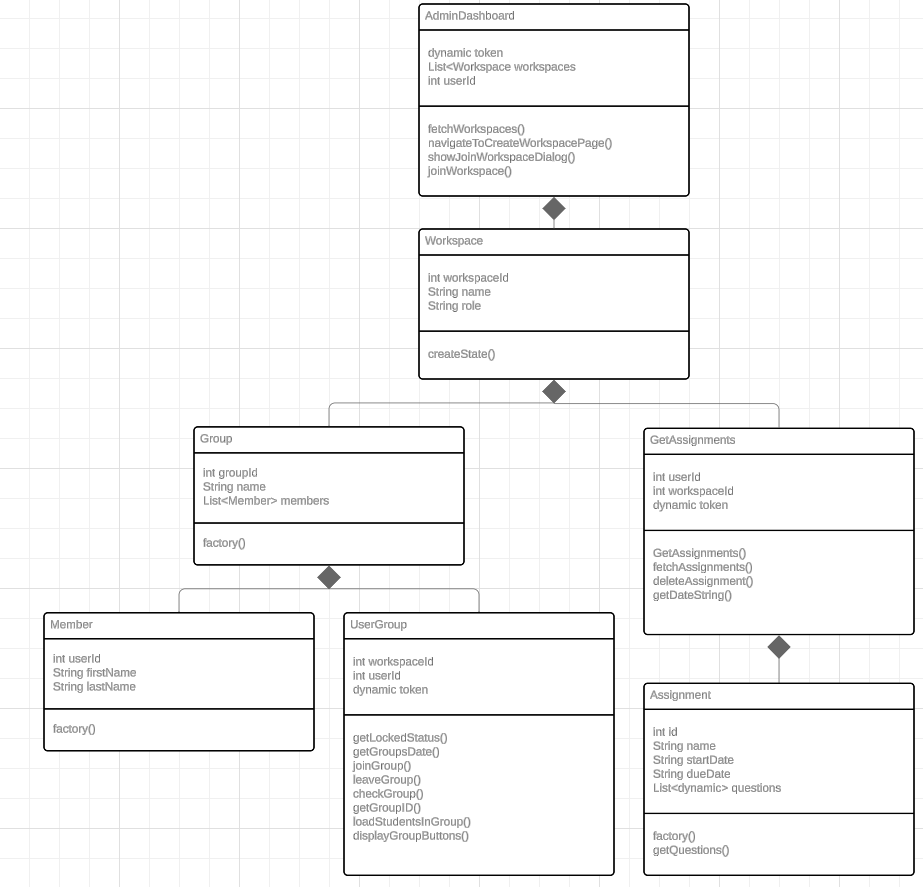 AdminDashboard
dynamic token
List<Workspace workspaces
int userId
fetchWorkspaces()
navigateToCreateWorkspacePage()
showJoinWorkspaceDialog()
joinWorkspace()
Workspace
int workspaceId
String name
String role
createState()
Group
int groupId
String name
List<Member> members
factory()
GetAssignments
int userId
int workspaceId
dynamic token
GetAssignments()
fetchAssignments()
deleteAssignment()
getDateString()
Member
int userId
String firstName
String lastName
factory()
UserGroup
int workspaceId
int userId
dynamic token
getLockedStatus()
getGroupsDate()
joinGroup()
leaveGroup()
checkGroup()
getGroupID()
loadStudentsInGroup()
displayGroupButtons()
Assignment
int id
String name
String startDate
String dueDate
List<dynamic> questions
factory()
getQuestions()